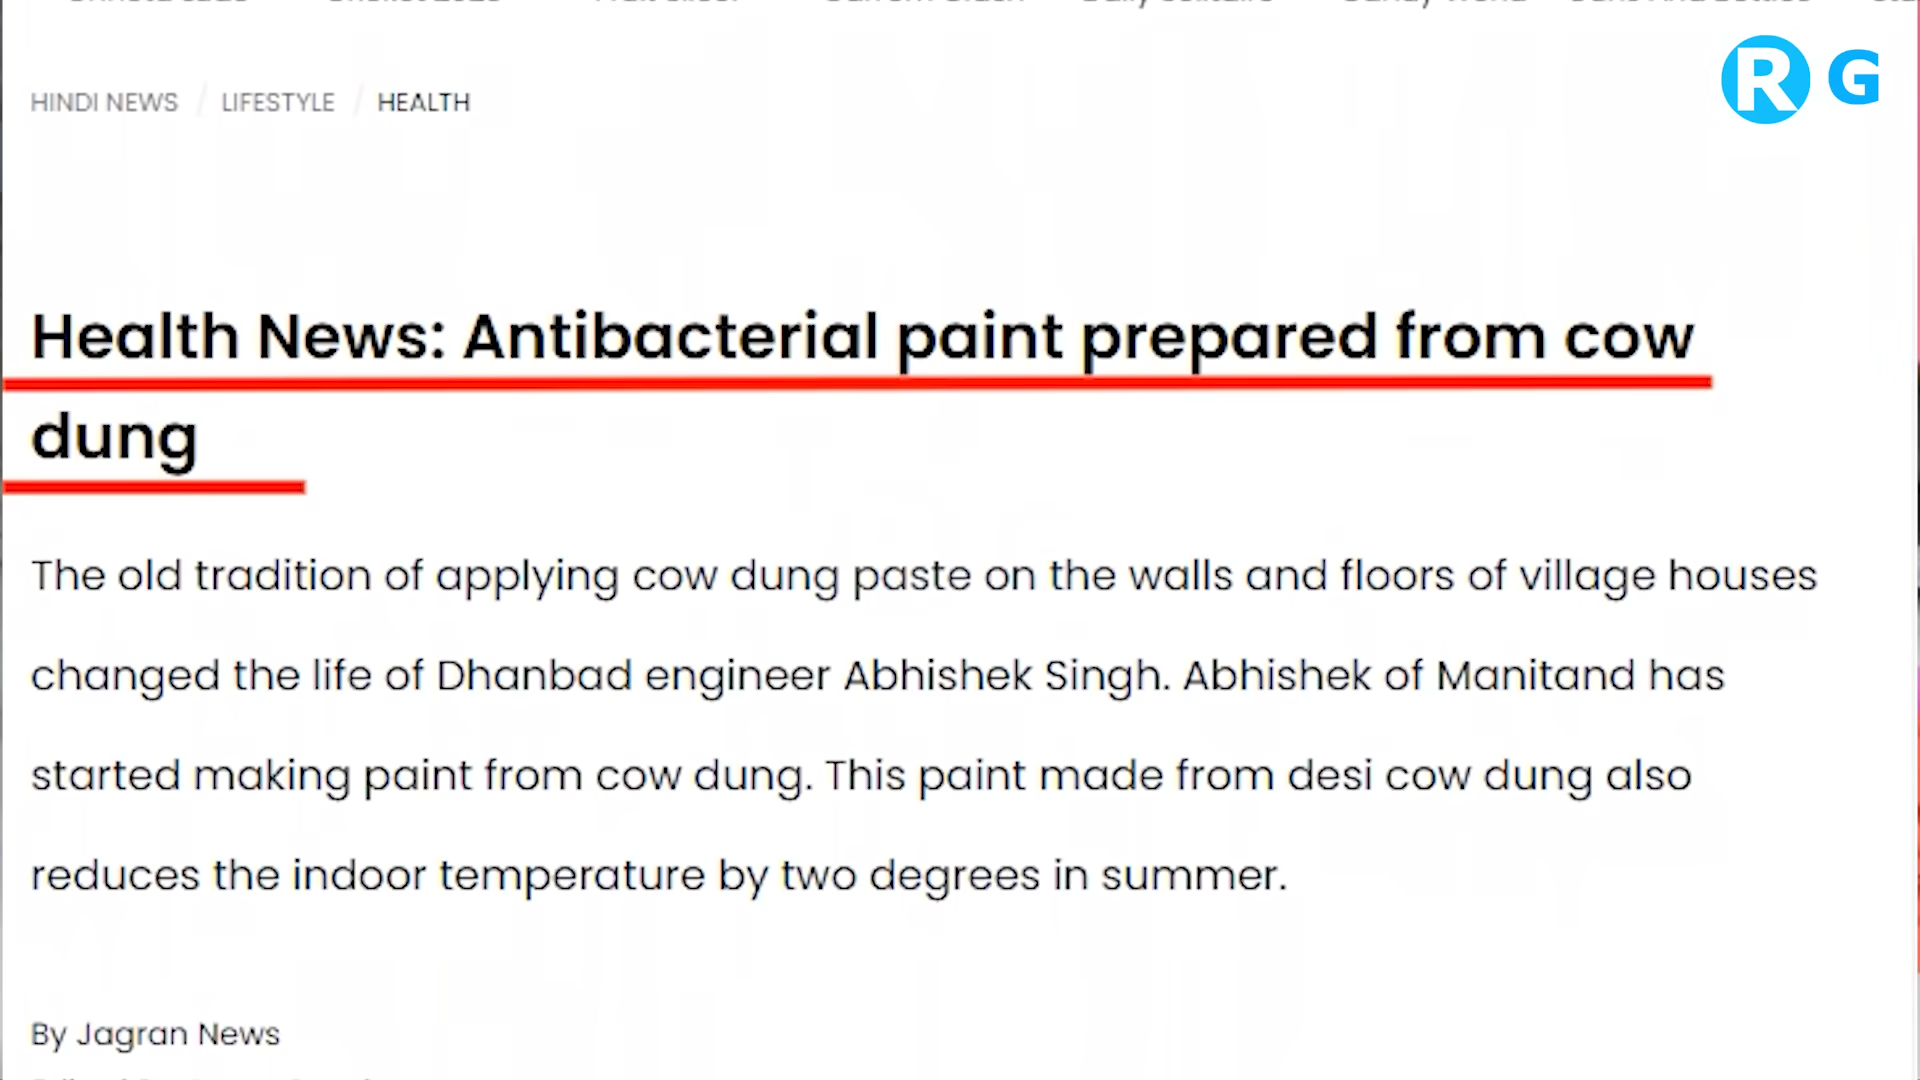 HINDI NEWS / LIFESTYLE / HEALTH
R G
Health News: Antibacterial paint prepared from cow
dung
The old tradition of applying cow dung paste on the walls and floors of village houses
changed the life of Dhanbad engineer Abhishek Singh. Abhishek of Manitand has
started making paint from cow dung. This paint made from desi cow dung also
reduces the indoor temperature by two degrees in summer.
By Jagran News